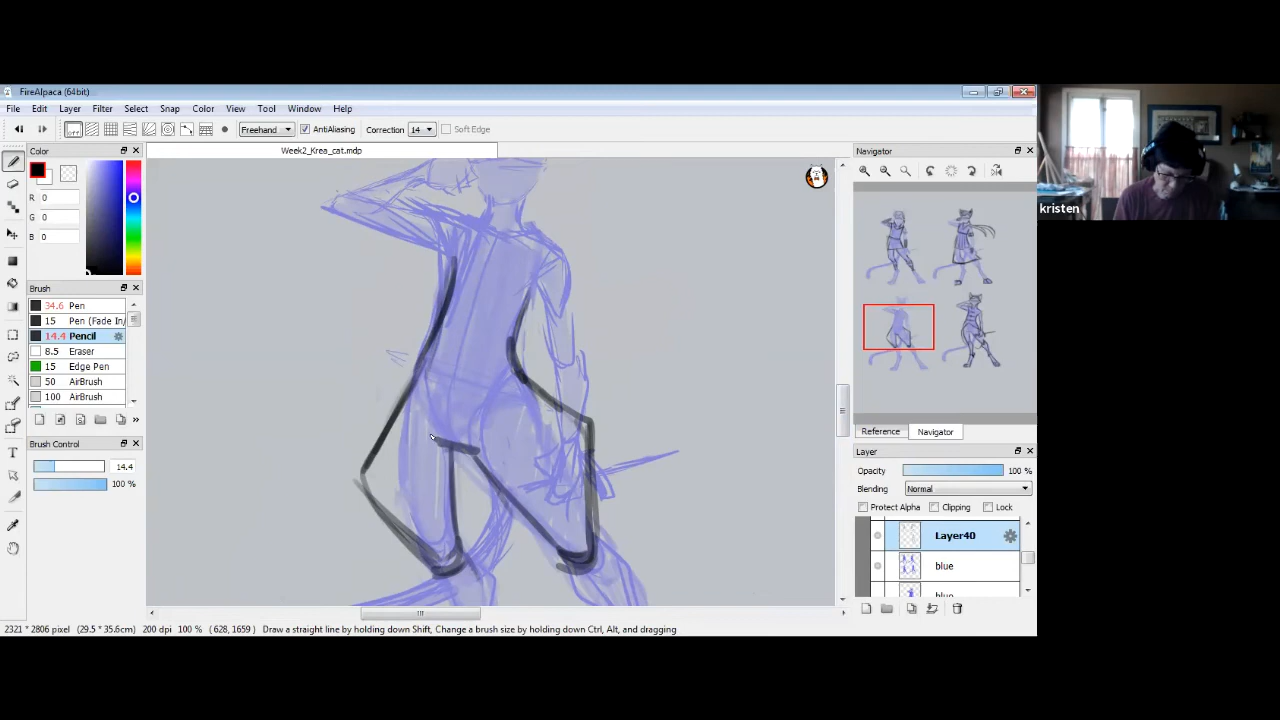 FireAlpaca (64bit)
File Edit Layer Filter Select Snap Color View Tool Window Help
Off Freehand AntiAliasing Correction 14 Soft Edge
Color
Week2_Krea_cat.mdp
Navigator
R 0
G 0
B 0
kristen
Brush
34.6 Pen
15 Pen (Fade In/
14.4 Pencil
8.5 Eraser
15 Edge Pen
50 AirBrush
100 AirBrush
Brush Control
14.4
100 %
Reference Navigator
Layer
Opacity 100 %
Blending Normal
Protect Alpha Clipping Lock
Layer40
blue
blue
2321 * 2806 pixel (29.5 * 35.6cm) 200 dpi 100 % ( 628, 1659 ) Draw a straight line by holding down Shift, Change a brush size by holding down Ctrl, Alt, and dragging